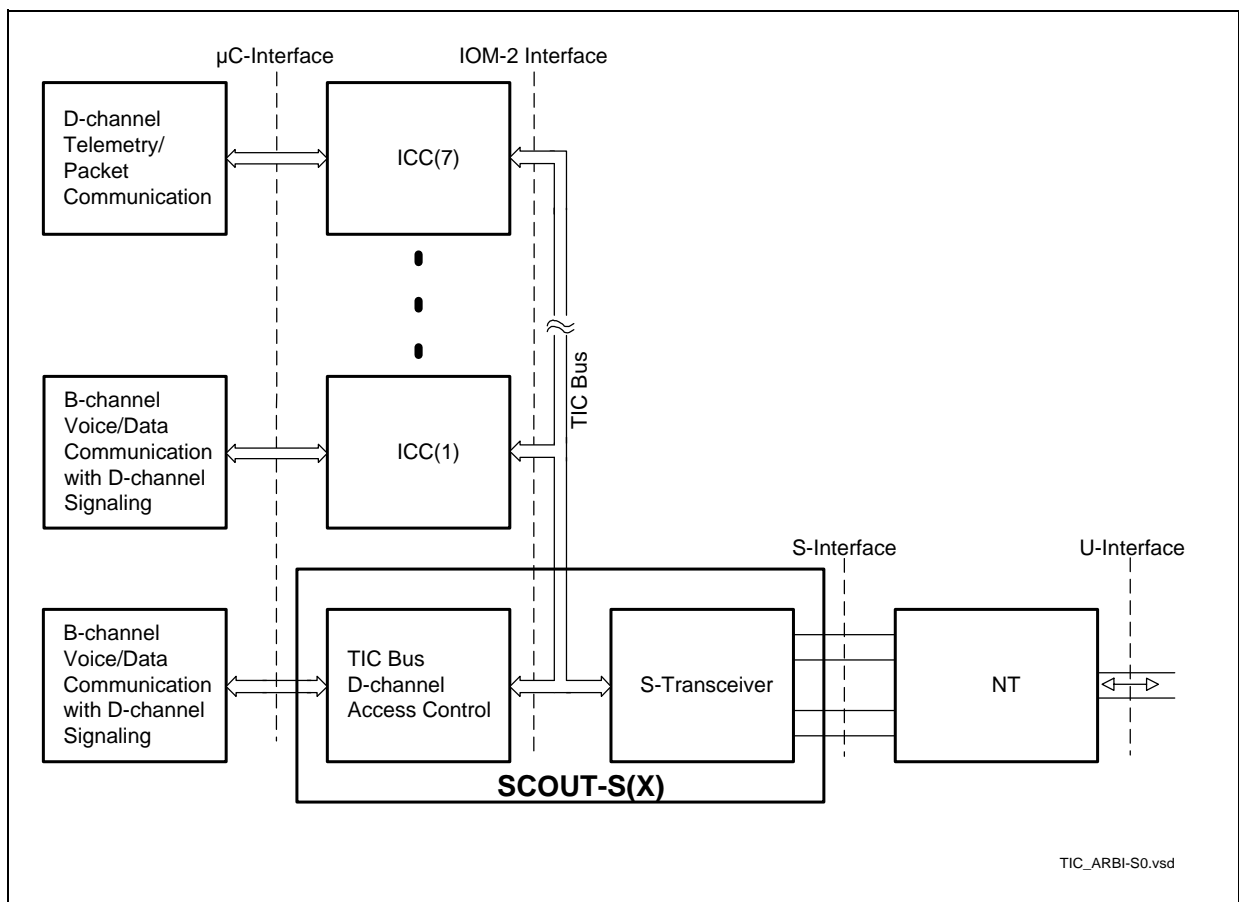 µC-Interface
IOM-2 Interface
D-channel
Telemetry/
Packet
Communication
ICC(7)
TIC Bus
B-channel
Voice/Data
Communication
with D-channel
Signaling
ICC(1)
S-Interface
U-Interface
B-channel
Voice/Data
Communication
with D-channel
Signaling
TIC Bus
D-channel
Access Control
S-Transceiver
NT
SCOUT-S(X)
TIC_ARBI-S0.vsd